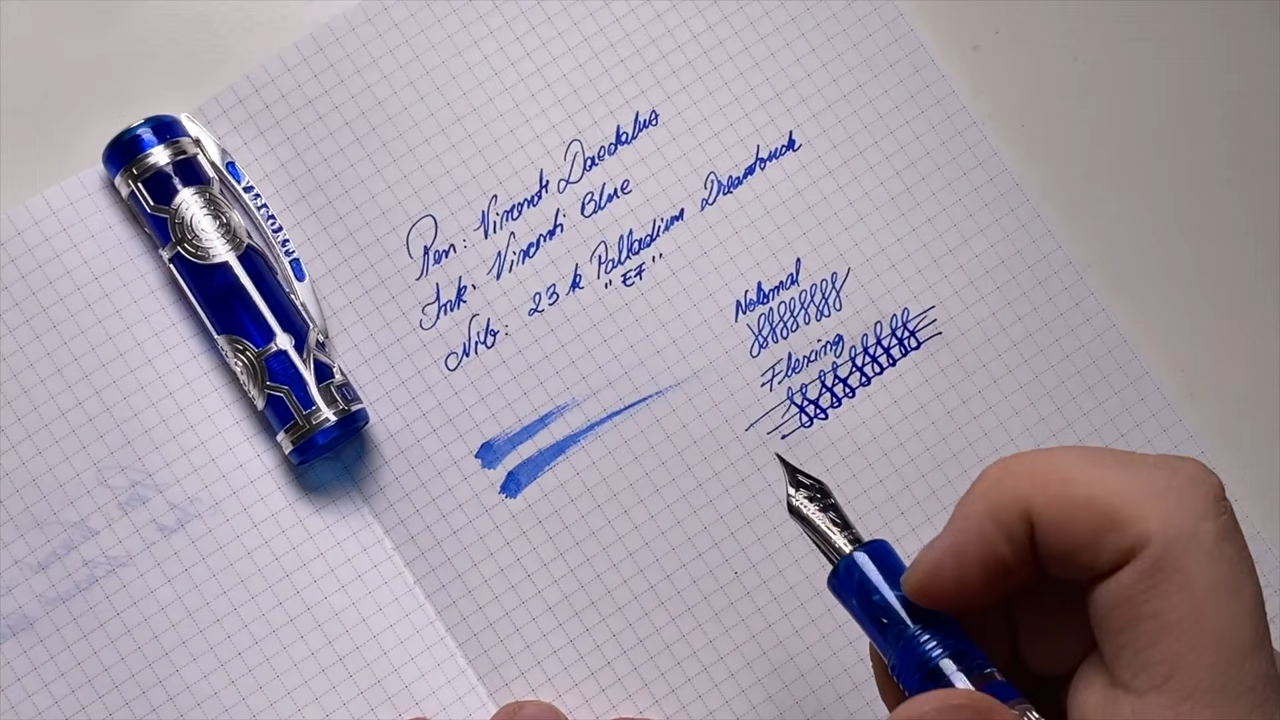 Pen: Visconti Daedalus
Ink: Visconti Blue
Nib: 23 k Palladium Dreamtouch
"EF"
Normal
Flexing
VISCONTI